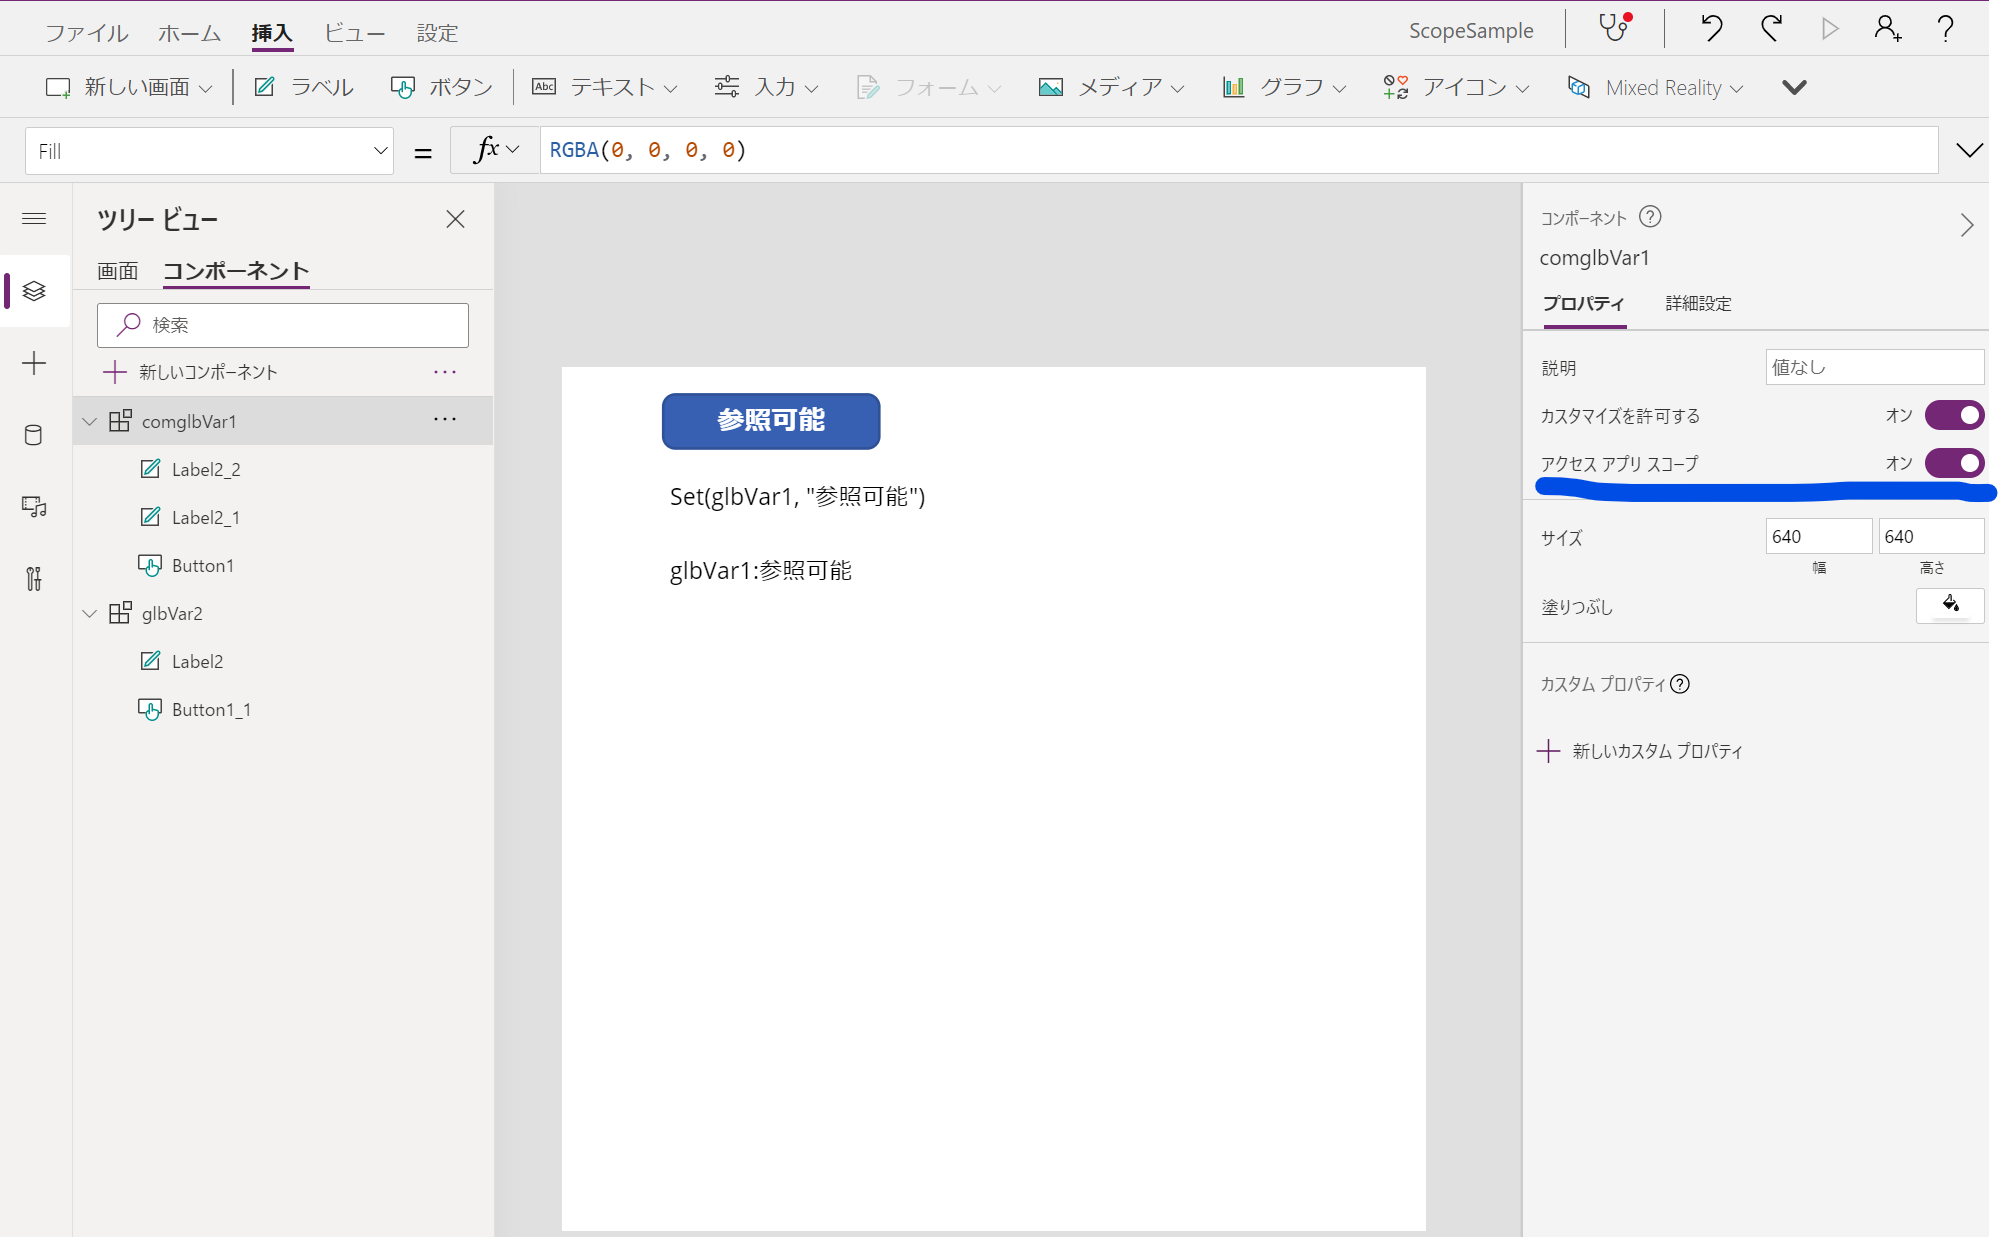 ファイル ホーム 挿入 ビュー 設定 ScopeSample
新しい画面 ラベル ボタン Abc テキスト 入力 フォーム メディア グラフ アイコン Mixed Reality
Fill = fx RGBA(0, 0, 0, 0)
ツリー ビュー
画面 コンポーネント
検索
新しいコンポーネント
comglbVar1
Label2_2
Label2_1
Button1
glbVar2
Label2
Button1_1
参照可能
Set(glbVar1, "参照可能")
glbVar1:参照可能
コンポーネント
comglbVar1
プロパティ 詳細設定
説明 値なし
カスタマイズを許可する オン
アクセス アプリ スコープ オン
サイズ 640 640
幅 高さ
塗りつぶし
カスタム プロパティ
新しいカスタム プロパティ